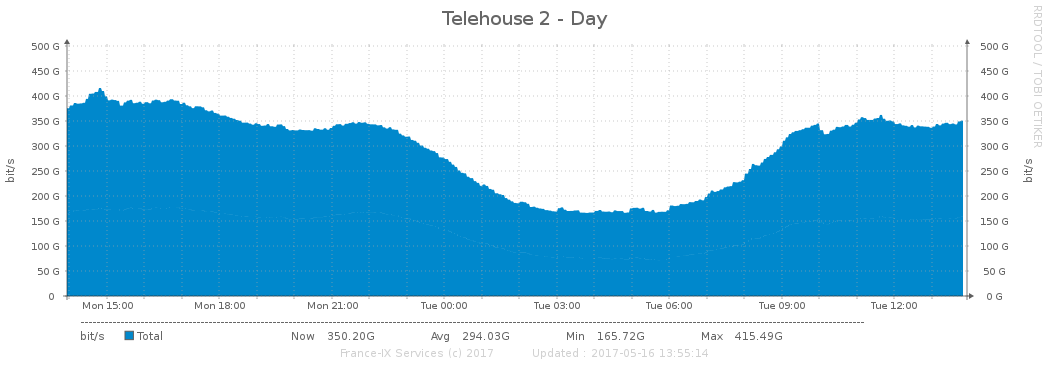 Telehouse 2 - Day
RRDTOOL / TOBI OETIKER
500 G 500 G
450 G 450 G
400 G 400 G
350 G 350 G
300 G 300 G
250 G 250 G
200 G 200 G
150 G 150 G
100 G 100 G
50 G 50 G
0 0 G
bit/s bit/s
Mon 15:00 Mon 18:00 Mon 21:00 Tue 00:00 Tue 03:00 Tue 06:00 Tue 09:00 Tue 12:00
bit/s Total Now 350.20G Avg 294.03G Min 165.72G Max 415.49G
France-IX Services (c) 2017 Updated : 2017-05-16 13:55:14